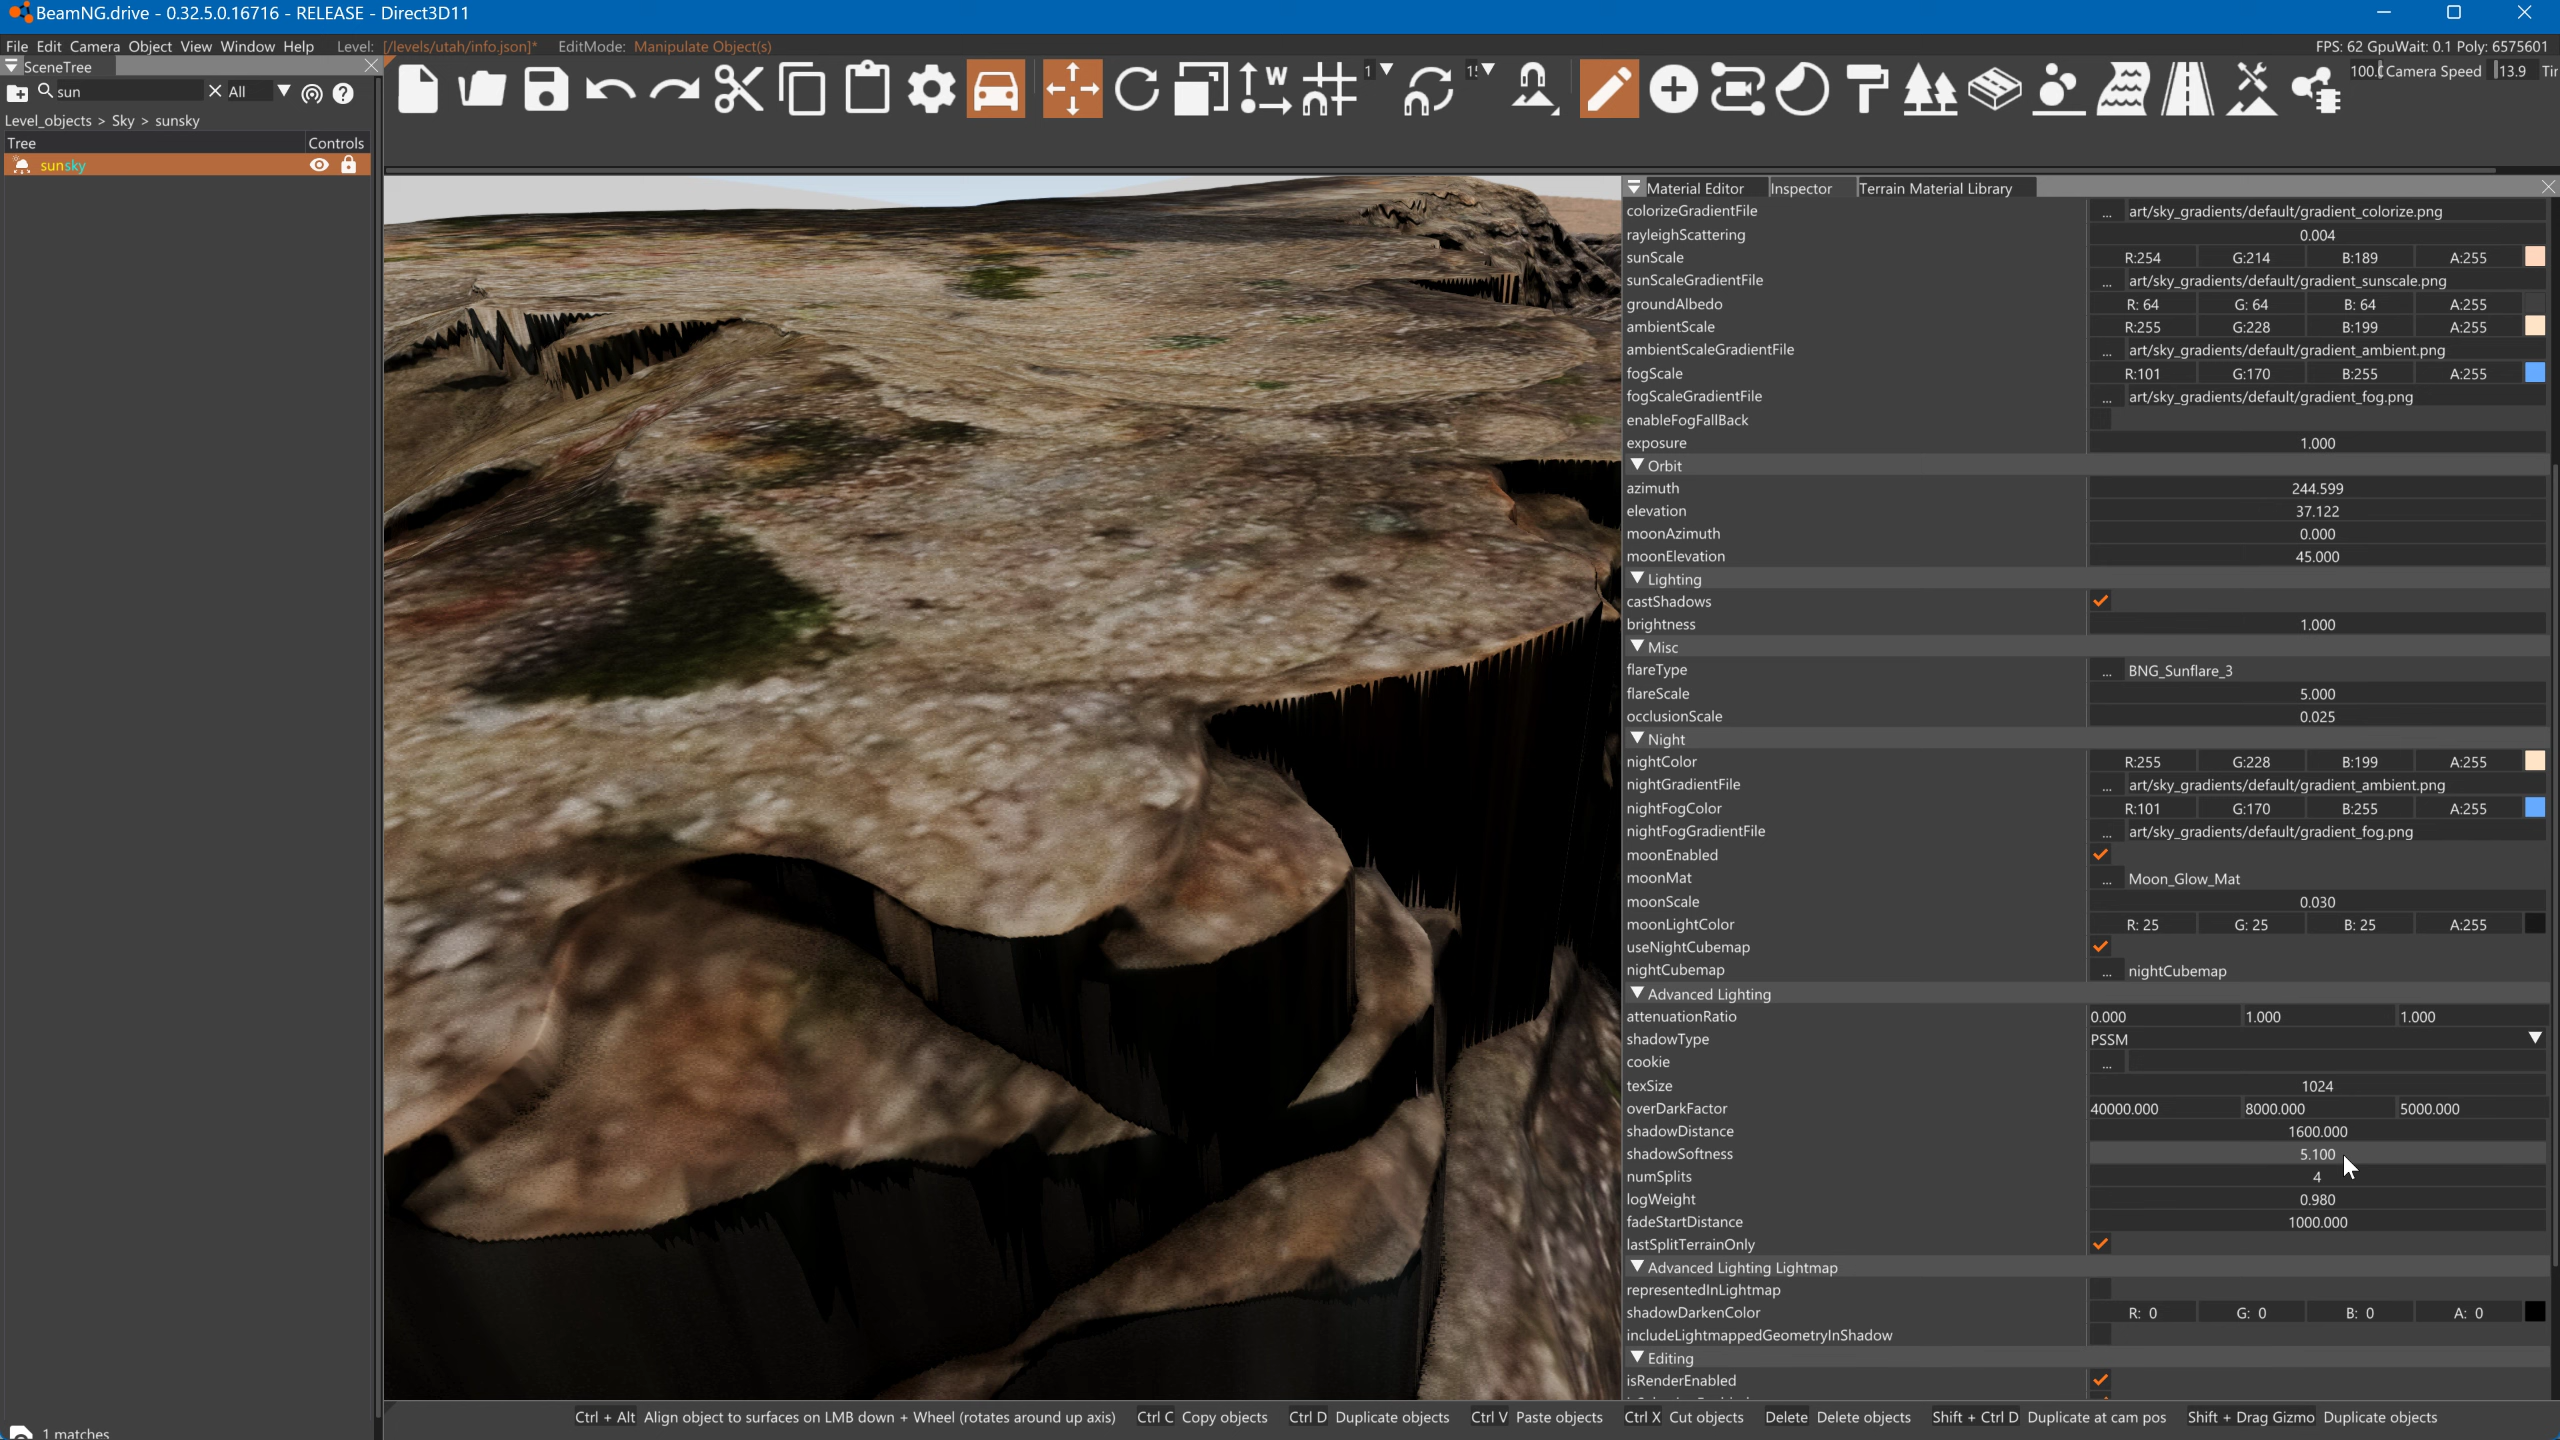 BeamNG.drive - 0.32.5.0.16716 - RELEASE - Direct3D11
File Edit Camera Object View Window Help Level: [/levels/utah/info.json]* EditMode: Manipulate Object(s) FPS: 62 GpuWait: 0.1 Poly: 6575601
SceneTree
sun All
1 W 100. Camera Speed 13.9 Tir
Level_objects > Sky > sunsky
Tree Controls
sunsky
Material Editor Inspector Terrain Material Library
colorizeGradientFile ... art/sky_gradients/default/gradient_colorize.png
rayleighScattering 0.004
sunScale R:254 G:214 B:189 A:255
sunScaleGradientFile ... art/sky_gradients/default/gradient_sunscale.png
groundAlbedo R: 64 G: 64 B: 64 A:255
ambientScale R:255 G:228 B:199 A:255
ambientScaleGradientFile ... art/sky_gradients/default/gradient_ambient.png
fogScale R:101 G:170 B:255 A:255
fogScaleGradientFile ... art/sky_gradients/default/gradient_fog.png
enableFogFallBack
exposure 1.000
Orbit
azimuth 244.599
elevation 37.122
moonAzimuth 0.000
moonElevation 45.000
Lighting
castShadows
brightness 1.000
Misc
flareType ... BNG_Sunflare_3
flareScale 5.000
occlusionScale 0.025
Night
nightColor R:255 G:228 B:199 A:255
nightGradientFile ... art/sky_gradients/default/gradient_ambient.png
nightFogColor R:101 G:170 B:255 A:255
nightFogGradientFile ... art/sky_gradients/default/gradient_fog.png
moonEnabled
moonMat ... Moon_Glow_Mat
moonScale 0.030
moonLightColor R: 25 G: 25 B: 25 A:255
useNightCubemap
nightCubemap ... nightCubemap
Advanced Lighting
attenuationRatio 0.000 1.000 1.000
shadowType PSSM
cookie ...
texSize 1024
overDarkFactor 40000.000 8000.000 5000.000
shadowDistance 1600.000
shadowSoftness 5.100
numSplits 4
logWeight 0.980
fadeStartDistance 1000.000
lastSplitTerrainOnly
Advanced Lighting Lightmap
representedInLightmap
shadowDarkenColor R: 0 G: 0 B: 0 A: 0
includeLightmappedGeometryInShadow
Editing
isRenderEnabled
Ctrl + Alt Align object to surfaces on LMB down + Wheel (rotates around up axis) Ctrl C Copy objects Ctrl D Duplicate objects Ctrl V Paste objects Ctrl X Cut objects Delete Delete objects Shift + Ctrl D Duplicate at cam pos Shift + Drag Gizmo Duplicate objects
1 matches